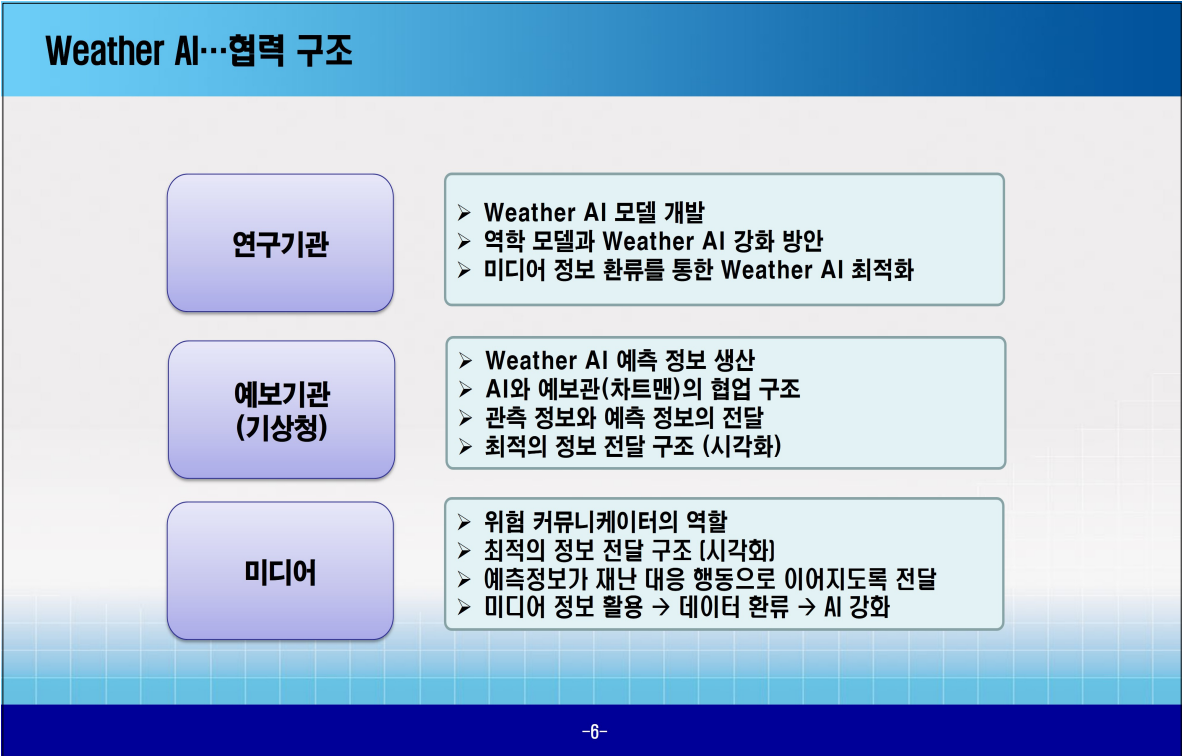 Weather AI…협력 구조
연구기관
➢ Weather AI 모델 개발
➢ 역학 모델과 Weather AI 강화 방안
➢ 미디어 정보 환류를 통한 Weather AI 최적화
예보기관
(기상청)
➢ Weather AI 예측 정보 생산
➢ AI와 예보관(차트맨)의 협업 구조
➢ 관측 정보와 예측 정보의 전달
➢ 최적의 정보 전달 구조 (시각화)
미디어
➢ 위험 커뮤니케이터의 역할
➢ 최적의 정보 전달 구조 (시각화)
➢ 예측정보가 재난 대응 행동으로 이어지도록 전달
➢ 미디어 정보 활용 → 데이터 환류 → AI 강화
-6-